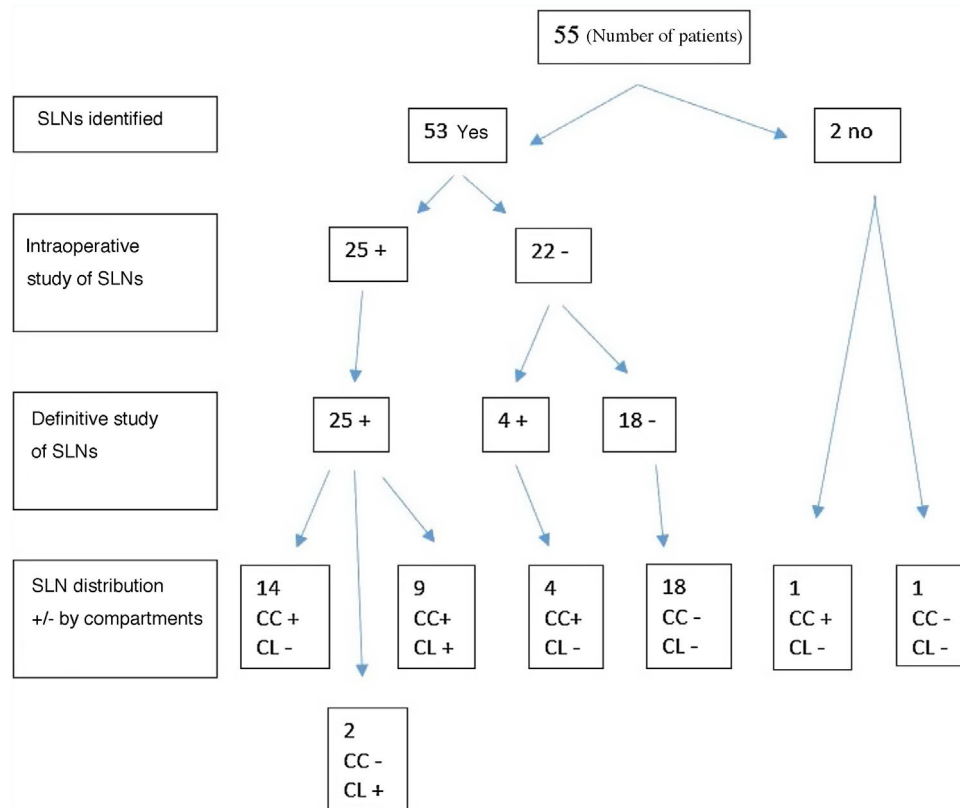 55 (Number of patients)
SLNs identified
53 Yes
2 no
Intraoperative
study of SLNs
25 +
22 -
Definitive study
of SLNs
25 +
4 +
18 -
SLN distribution
+/- by compartments
14
CC +
CL -
9
CC+
CL +
4
CC+
CL -
18
CC -
CL -
1
CC +
CL -
1
CC -
CL -
2
CC -
CL +